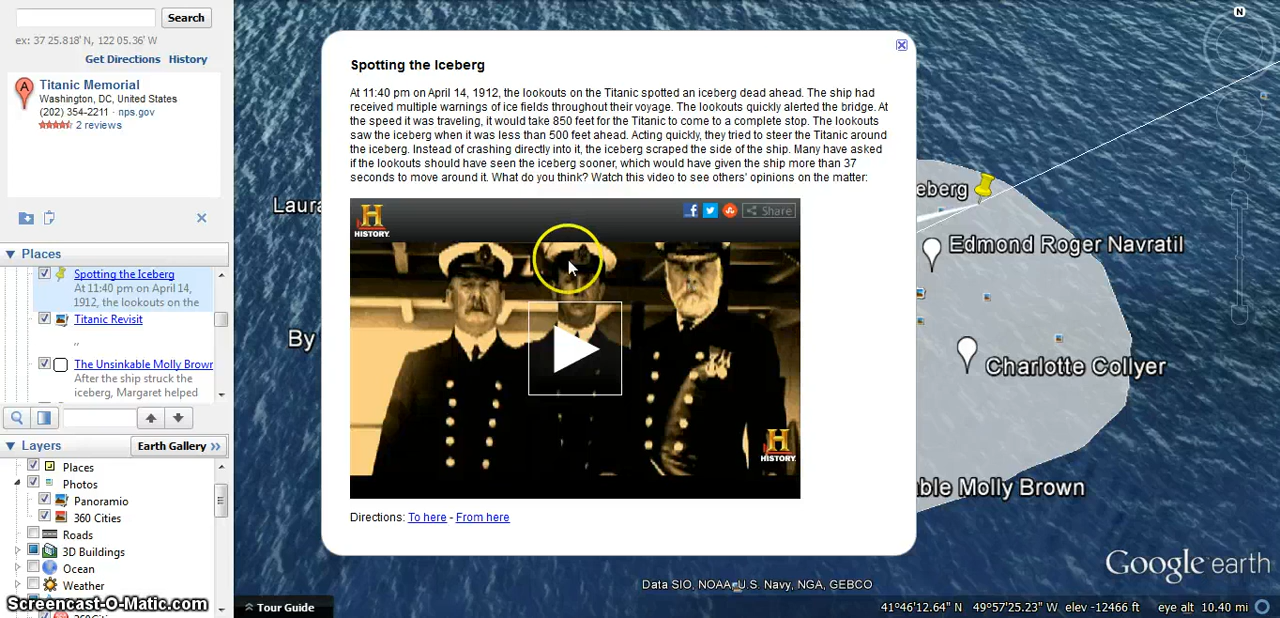 Search
ex: 37 25.818' N, 122 05.36' W
Get Directions History
A
Titanic Memorial
Washington, DC, United States
(202) 354-2211 - nps.gov
2 reviews
Places
Spotting the Iceberg
At 11:40 pm on April 14,
1912, the lookouts on the
Titanic Revisit
,,
The Unsinkable Molly Brown
After the ship struck the
iceberg, Margaret helped
Layers
Earth Gallery >>
Places
Photos
Panoramio
360 Cities
Roads
3D Buildings
Ocean
Weather
Screencast-O-Matic.com
Spotting the Iceberg
At 11:40 pm on April 14, 1912, the lookouts on the Titanic spotted an iceberg dead ahead. The ship had
received multiple warnings of ice fields throughout their voyage. The lookouts quickly alerted the bridge. At
the speed it was traveling, it would take 850 feet for the Titanic to come to a complete stop. The lookouts
saw the iceberg when it was less than 500 feet ahead. Acting quickly, they tried to steer the Titanic around
the iceberg. Instead of crashing directly into it, the iceberg scraped the side of the ship. Many have asked
if the lookouts should have seen the iceberg sooner, which would have given the ship more than 37
seconds to move around it. What do you think? Watch this video to see others' opinions on the matter:
H
HISTORY.
f
Share
H
HISTORY.
Directions: To here - From here
N
Laura
By
eberg
Edmond Roger Navratil
Charlotte Collyer
ble Molly Brown
Google earth
Data SIO, NOAA, U.S. Navy, NGA, GEBCO
Tour Guide
41°46'12.64" N 49°57'25.23" W elev -12466 ft eye alt 10.40 mi